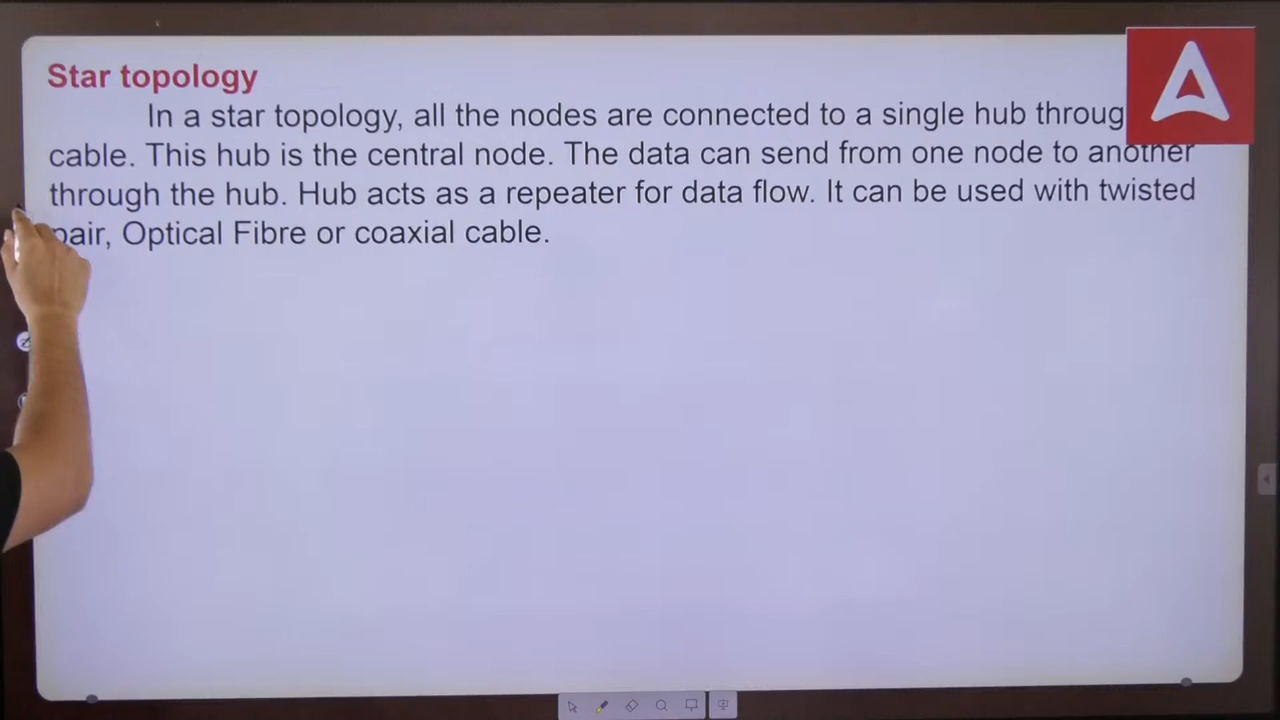 Star topology
In a star topology, all the nodes are connected to a single hub through
cable. This hub is the central node. The data can send from one node to another
through the hub. Hub acts as a repeater for data flow. It can be used with twisted
pair, Optical Fibre or coaxial cable.